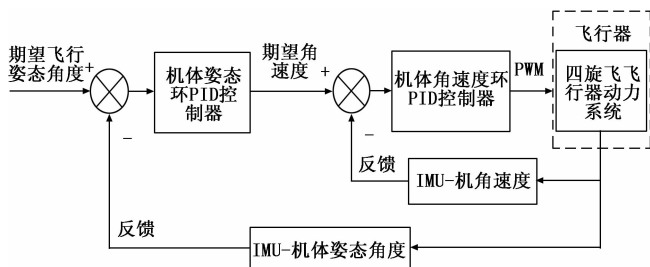 期望飞行
姿态角度
+
机体姿态
环PID控
制器
期望角
速度
+
机体角速度环
PID控制器
PWM
飞行器
四旋飞飞
行器动力
系统
−
反馈
IMU-机角速度
−
反馈
IMU-机体姿态角度